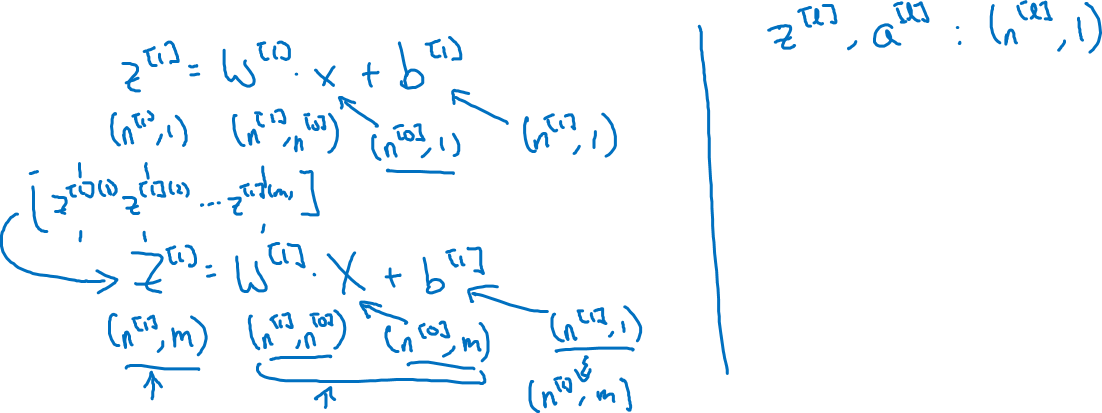 z^[1] = W^[1] · x + b^[1]
(n^[1], 1) (n^[1], n^[0]) (n^[0], 1) (n^[1], 1)
[z^[1](1) z^[1](2) ... z^[1](m)]
Z^[1] = W^[1] · X + b^[1]
(n^[1], m) (n^[1], n^[0]) (n^[0], m) (n^[1], 1)
(n^[1], m)
z^[l], a^[l] : (n^[l], 1)